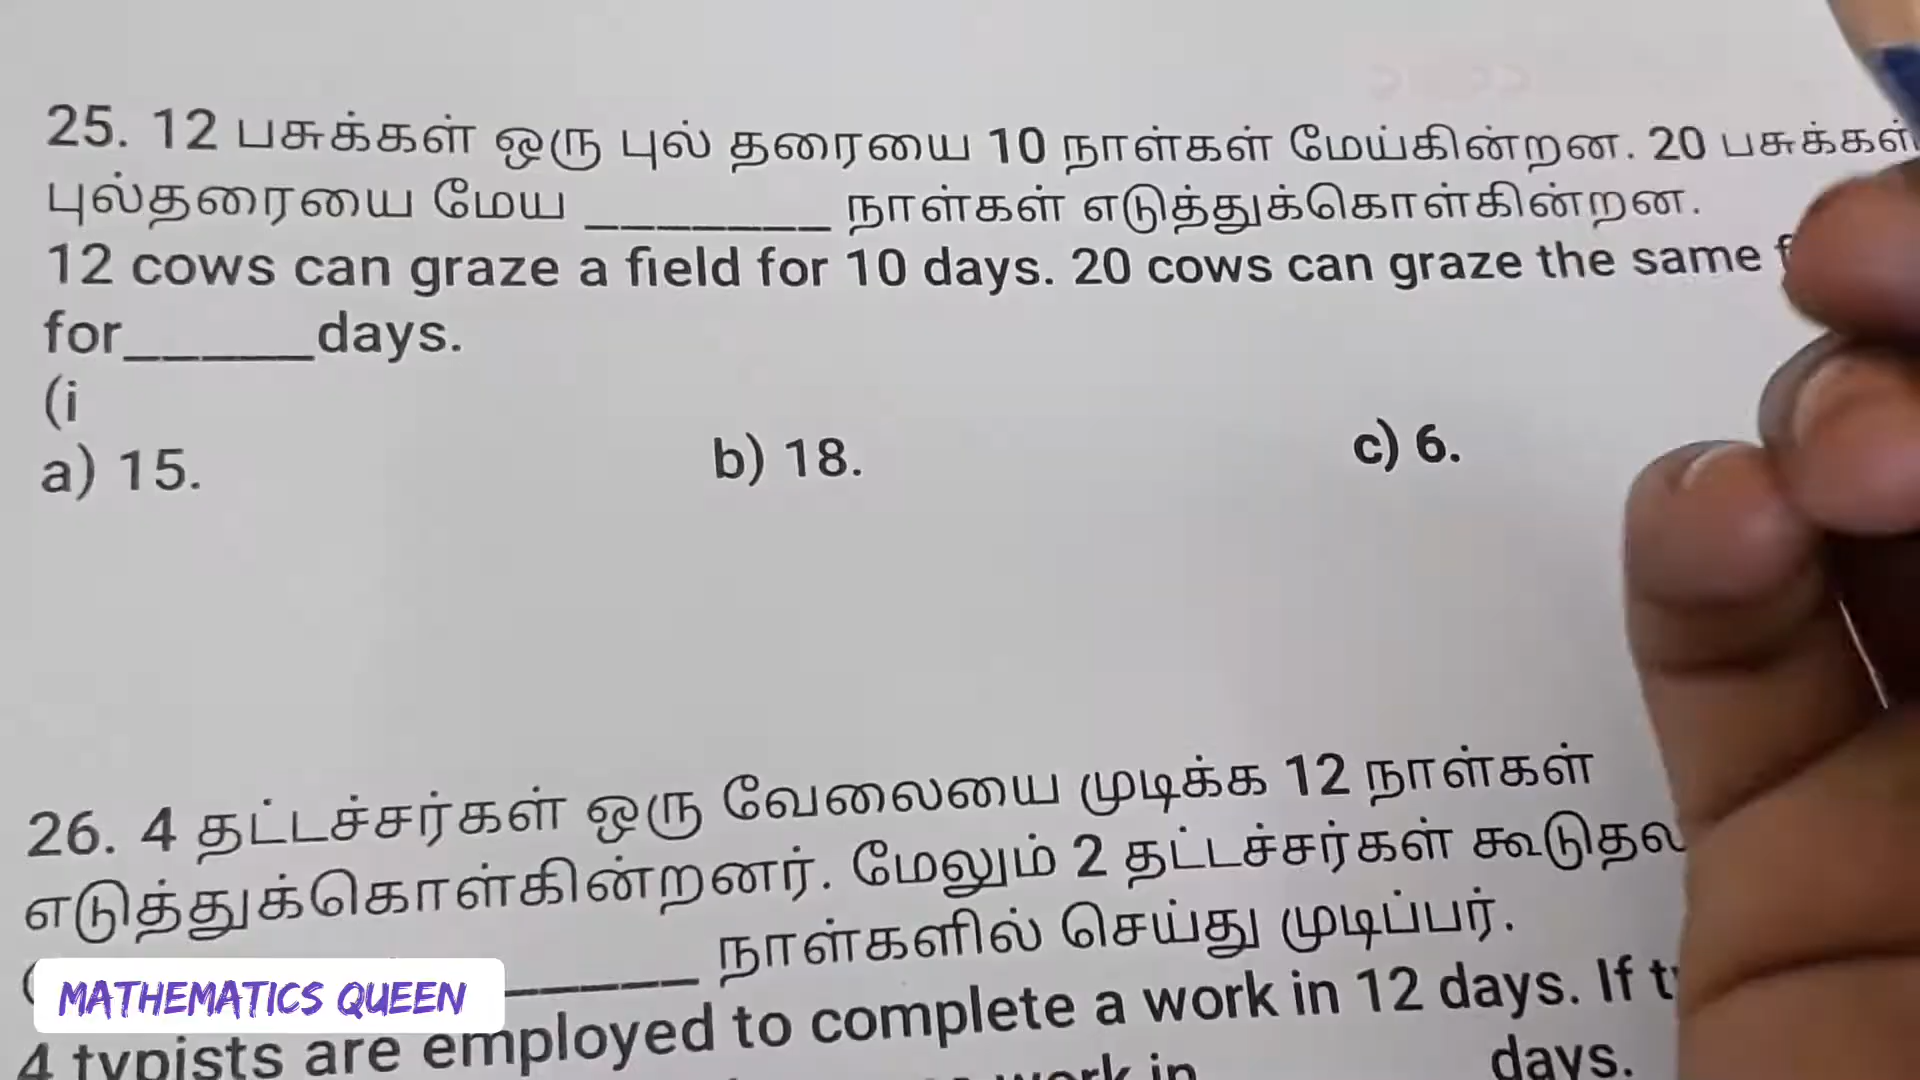 25. 12 பசுக்கள் ஒரு புல் தரையை 10 நாள்கள் மேய்கின்றன. 20 பசுக்கள்
புல்தரையை மேய ________ நாள்கள் எடுத்துக்கொள்கின்றன.
12 cows can graze a field for 10 days. 20 cows can graze the same
for______days.
(i
a) 15. b) 18. c) 6.
26. 4 தட்டச்சர்கள் ஒரு வேலையை முடிக்க 12 நாள்கள்
எடுத்துக்கொள்கின்றனர். மேலும் 2 தட்டச்சர்கள்
________ நாள்களில் செய்து முடிப்பர்.
MATHEMATICS QUEEN
4 typists are employed to complete a work in 12 days. If
work in days.